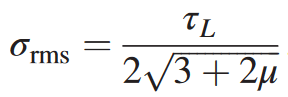 σ_rms = τ_L / (2√(3 + 2μ))